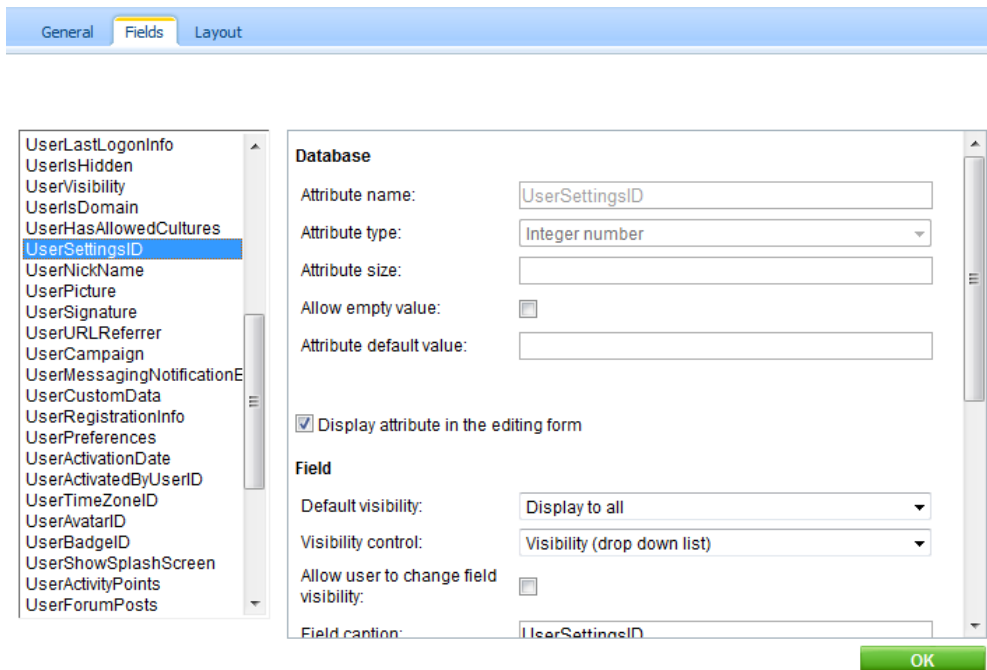 General Fields Layout
UserLastLogonInfo
UserIsHidden
UserVisibility
UserIsDomain
UserHasAllowedCultures
UserSettingsID
UserNickName
UserPicture
UserSignature
UserURLReferrer
UserCampaign
UserMessagingNotificationE
UserCustomData
UserRegistrationInfo
UserPreferences
UserActivationDate
UserActivatedByUserID
UserTimeZoneID
UserAvatarID
UserBadgeID
UserShowSplashScreen
UserActivityPoints
UserForumPosts
Database
Attribute name: UserSettingsID
Attribute type: Integer number
Attribute size:
Allow empty value:
Attribute default value:
Display attribute in the editing form
Field
Default visibility: Display to all
Visibility control: Visibility (drop down list)
Allow user to change field
visibility:
Field caption: UserSettingsID
OK